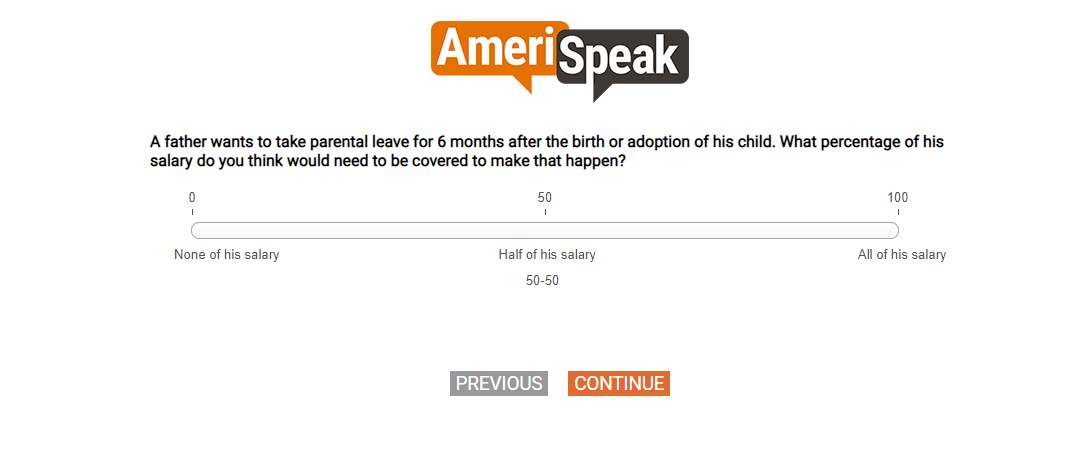 AmeriSpeak
A father wants to take parental leave for 6 months after the birth or adoption of his child. What percentage of his
salary do you think would need to be covered to make that happen?
0 50 100
None of his salary Half of his salary All of his salary
50-50
PREVIOUS CONTINUE